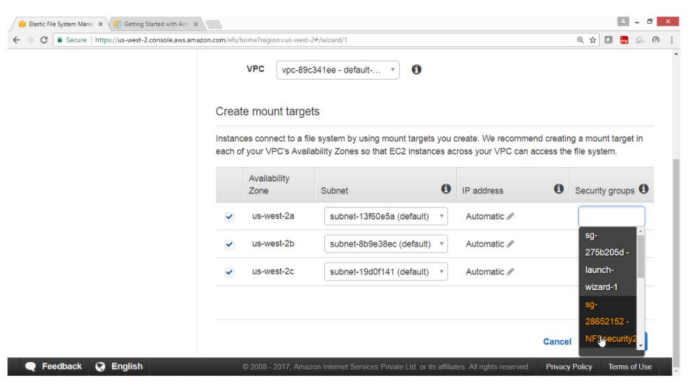 Elastic File System Mana
Getting Started with Am
Secure
https://us-west-2.console.aws.amazon.com/efs/home?region=us-west-2#/wizard/1
VPC
vpc-89c341ee - default-...
Create mount targets
Instances connect to a file system by using mount targets you create. We recommend creating a mount target in
each of your VPC's Availability Zones so that EC2 instances across your VPC can access the file system.
Availability
Zone
Subnet
IP address
Security groups
us-west-2a
subnet-13f60e5a (default)
Automatic
us-west-2b
subnet-8b9e38ec (default)
Automatic
us-west-2c
subnet-19d0f141 (default)
Automatic
sg-
275b205d -
launch-
wizard-1
sg-
28652152 -
NFSsecurity2
Cancel
Feedback
English
© 2008 - 2017, Amazon Internet Services Private Ltd. or its affiliates. All rights reserved.
Privacy Policy
Terms of Use